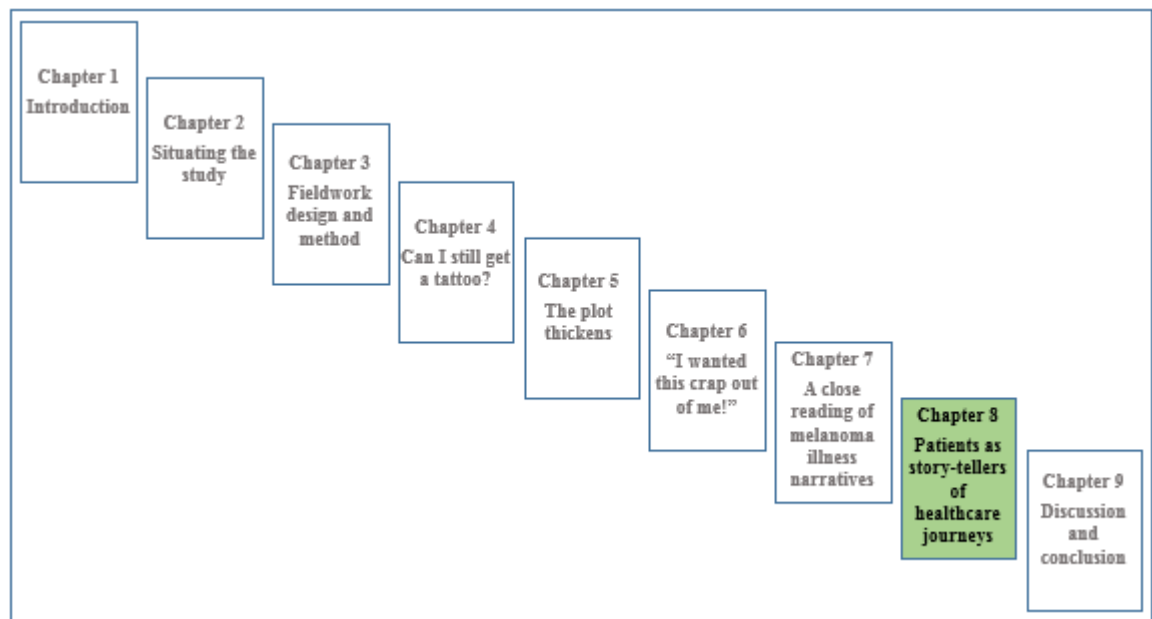 Chapter 1
Introduction
Chapter 2
Situating the
study
Chapter 3
Fieldwork
design and
method
Chapter 4
Can I still get
a tattoo?
Chapter 5
The plot
thickens
Chapter 6
“I wanted
this crap out
of me!”
Chapter 7
A close
reading of
melanoma
illness
narratives
Chapter 8
Patients as
story-tellers
of
healthcare
journeys
Chapter 9
Discussion
and
conclusion